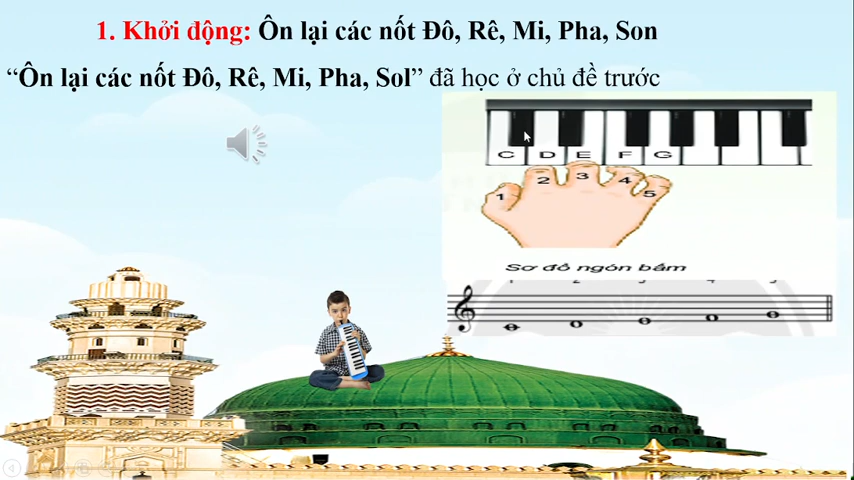 1. Khởi động: Ôn lại các nốt Đô, Rê, Mi, Pha, Son
“Ôn lại các nốt Đô, Rê, Mi, Pha, Sol” đã học ở chủ đề trước
C D E F G
1 2 3 4 5
Sơ đồ ngón bấm